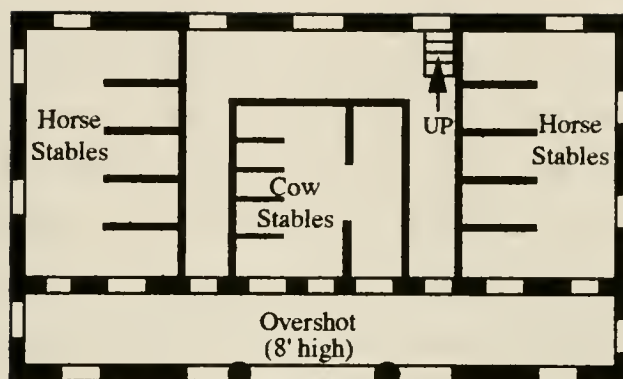 Horse
Stables
UP
Horse
Stables
Cow
Stables
Overshot
(8' high)